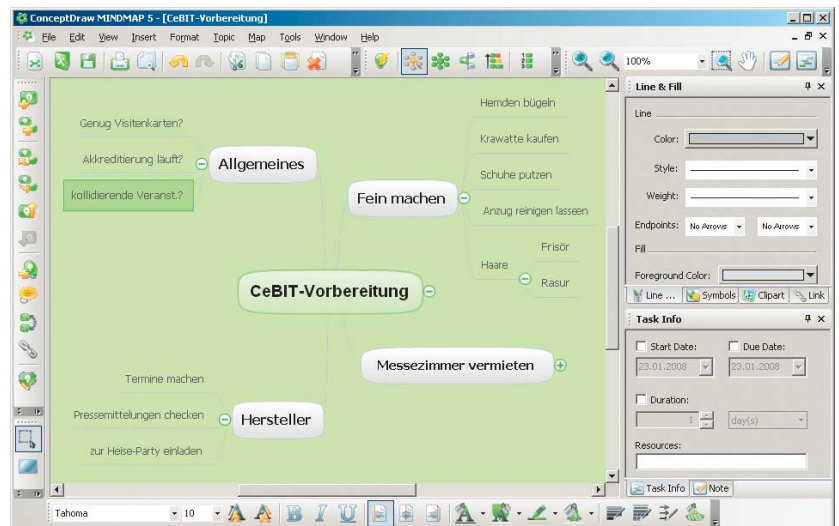 ConceptDraw MINDMAP 5 - [CeBIT-Vorbereitung]
File Edit View Insert Format Topic Map Tools Window Help
100%
Genug Visitenkarten?
Akkreditierung läuft?
kollidierende Veranst.?
Allgemeines
Hemden bügeln
Krawatte kaufen
Schuhe putzen
Anzug reinigen lasseen
Fein machen
Haare
Frisör
Rasur
CeBIT-Vorbereitung
Messezimmer vermieten
Termine machen
Pressemittelungen checken
zur Heise-Party einladen
Hersteller
Line & Fill
Line
Color:
Style:
Weight:
Endpoints: No Arrows No Arrows
Fill
Foreground Color:
Line ... Symbols Clipart Link
Task Info
Start Date: Due Date:
23.01.2008 23.01.2008
Duration:
1 day(s)
Resources:
Task Info Note
Tahoma 10 B I U